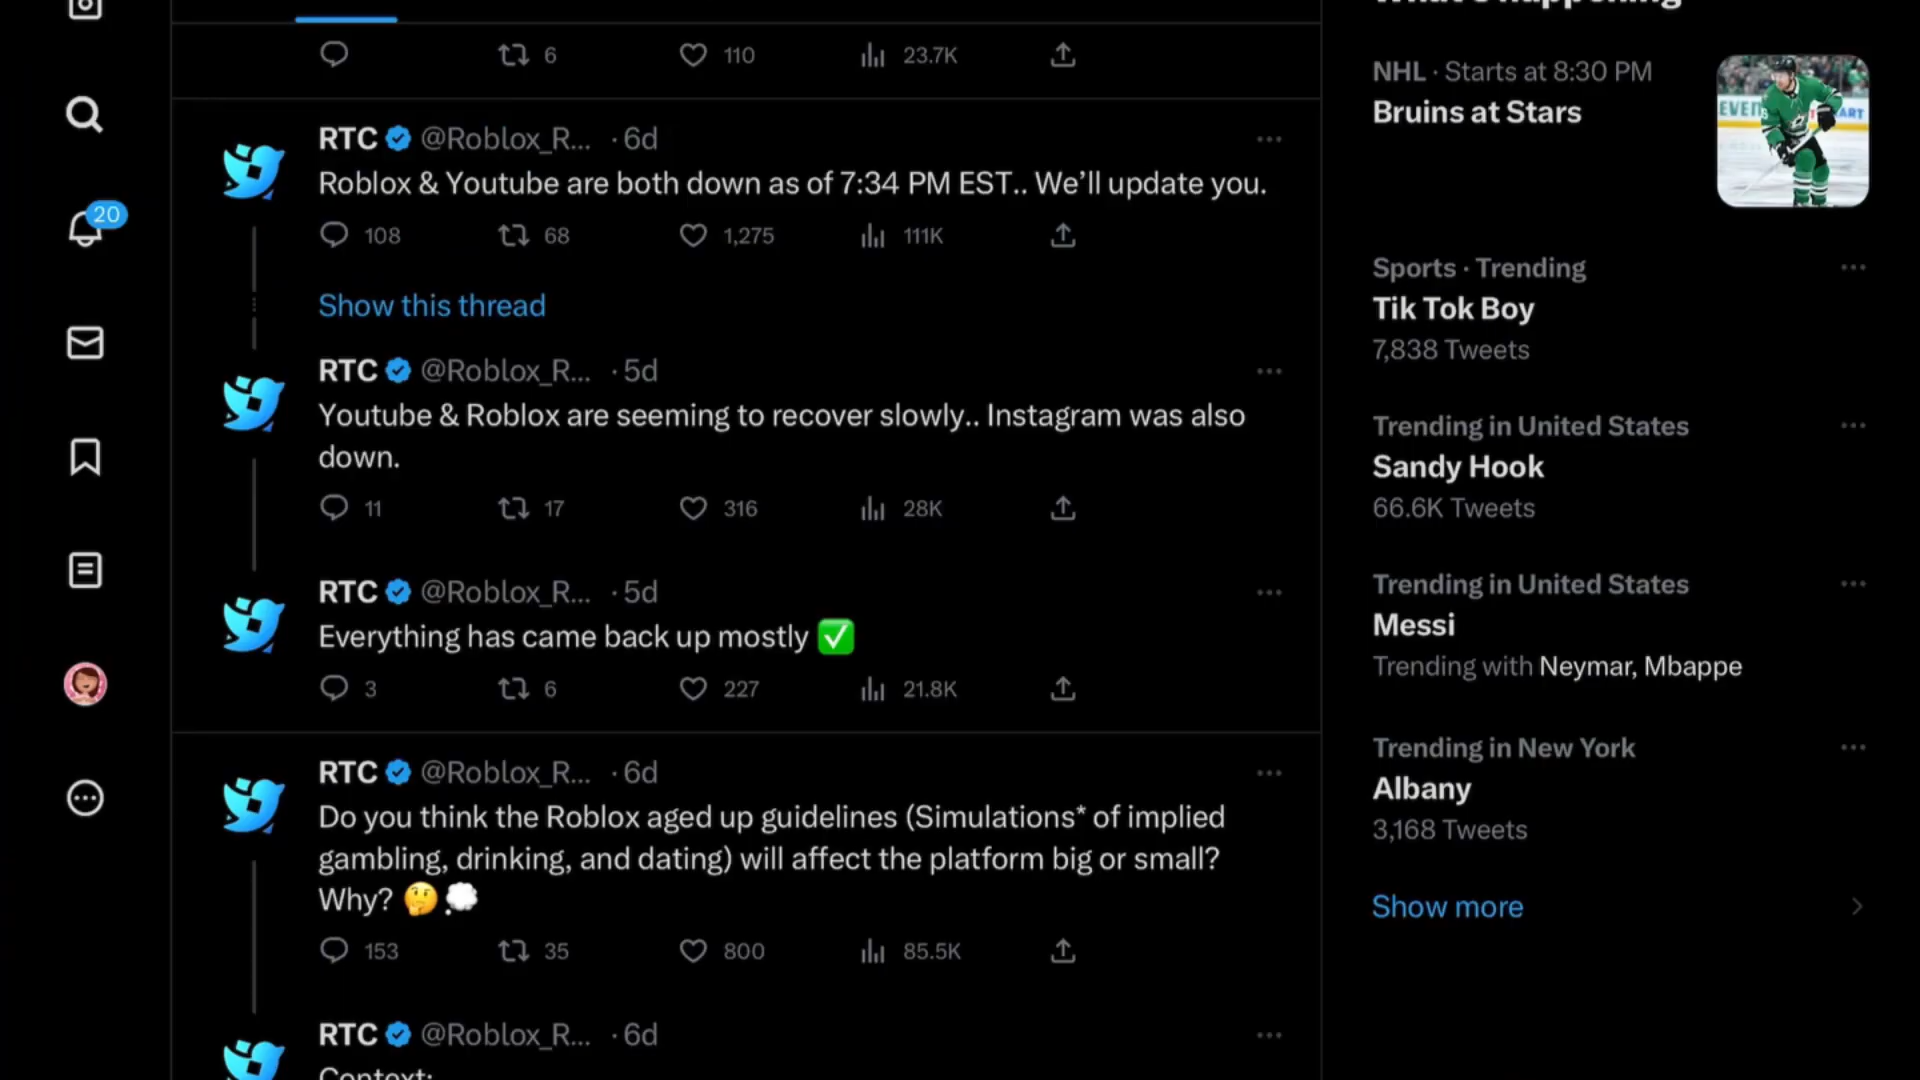 6 110 23.7K
RTC @Roblox_R... · 6d
Roblox & Youtube are both down as of 7:34 PM EST.. We’ll update you.
108 68 1,275 111K
Show this thread
RTC @Roblox_R... · 5d
Youtube & Roblox are seeming to recover slowly.. Instagram was also
down.
11 17 316 28K
RTC @Roblox_R... · 5d
Everything has came back up mostly ✅
3 6 227 21.8K
RTC @Roblox_R... · 6d
Do you think the Roblox aged up guidelines (Simulations* of implied
gambling, drinking, and dating) will affect the platform big or small?
Why? 🤔💭
153 35 800 85.5K
RTC @Roblox_R... · 6d
Context:
20
What's happening
NHL · Starts at 8:30 PM
Bruins at Stars
Sports · Trending
Tik Tok Boy
7,838 Tweets
Trending in United States
Sandy Hook
66.6K Tweets
Trending in United States
Messi
Trending with Neymar, Mbappe
Trending in New York
Albany
3,168 Tweets
Show more